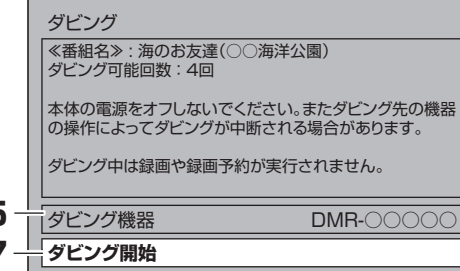 ダビング
≪番組名≫：海のお友達（○○海洋公園）
ダビング可能回数：4回
本体の電源をオフしないでください。またダビング先の機器
の操作によってダビングが中断される場合があります。
ダビング中は録画や録画予約が実行されません。
ダビング機器 DMR-○○○○○
7 ダビング開始